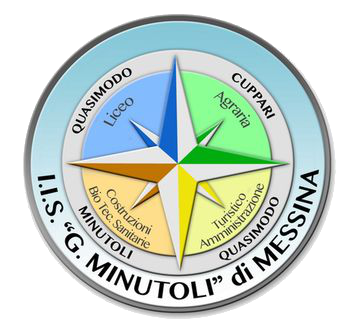 QUASIMODO
CUPPARI
Liceo
Agraria
Costruzioni
Bio Tec. Sanitarie
Turistico
Amministrazione
MINUTOLI
QUASIMODO
I.I.S. “G. MINUTOLI” di MESSINA